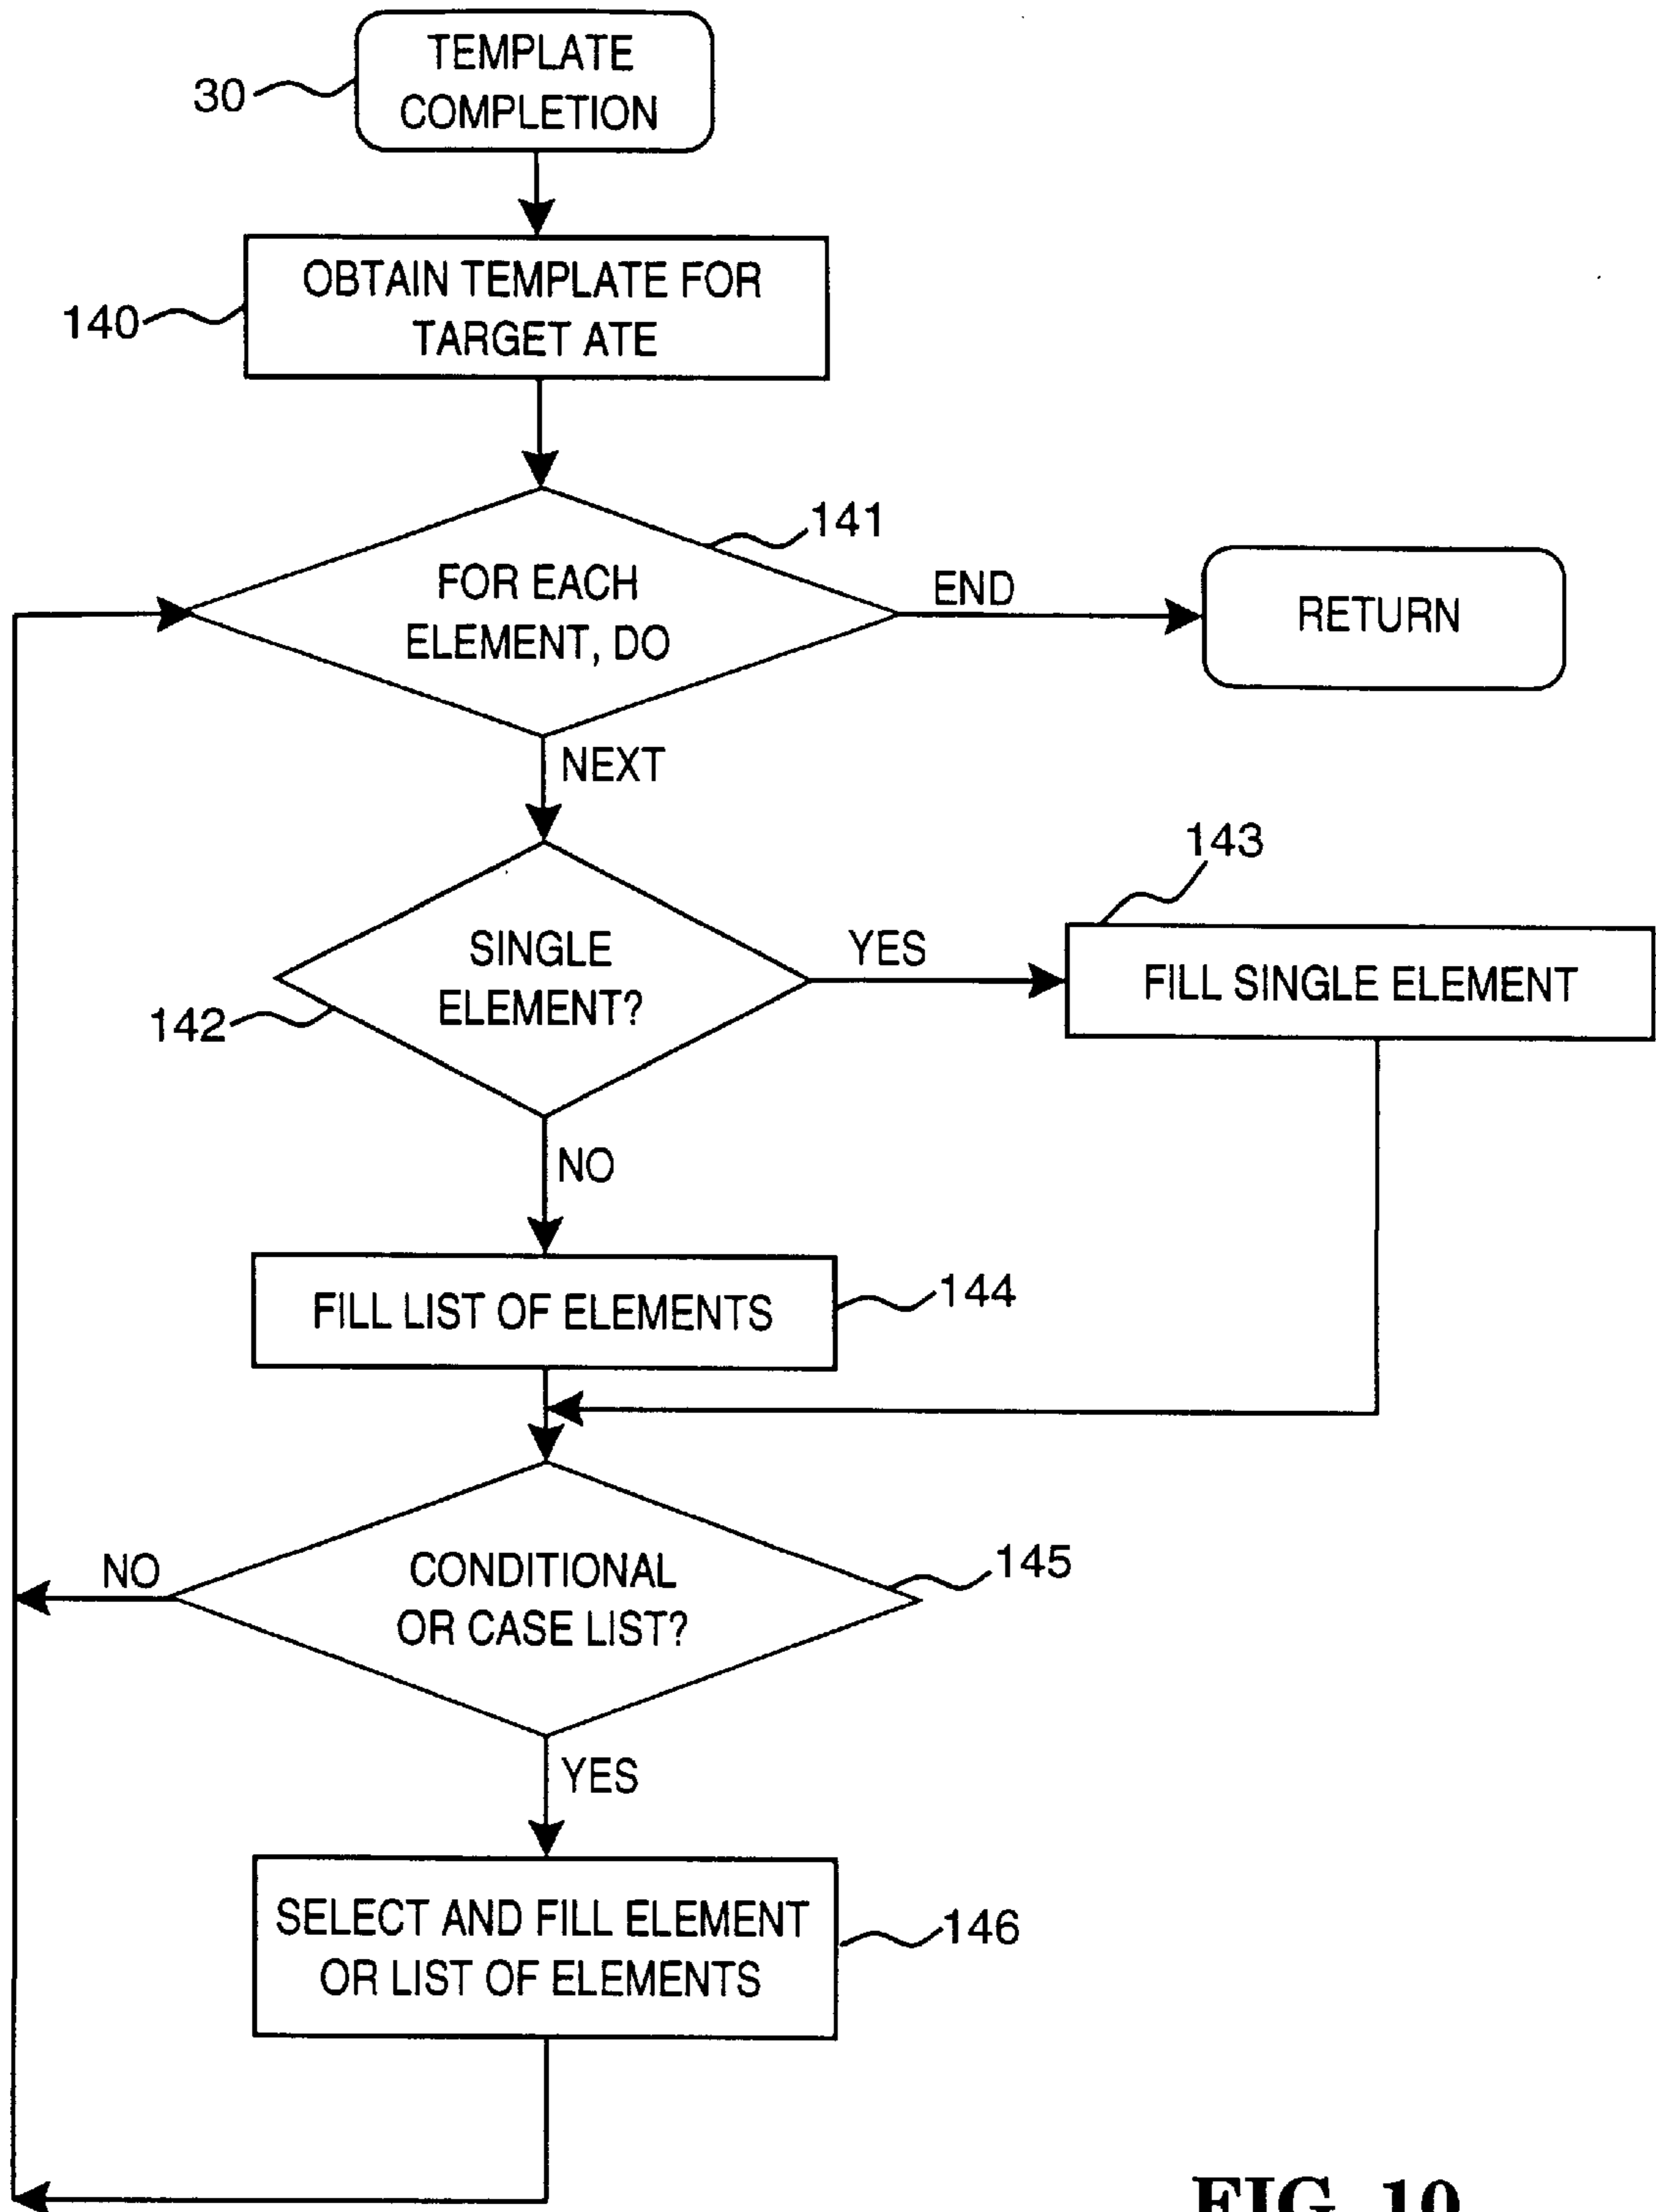 TEMPLATE
COMPLETION
30
OBTAIN TEMPLATE FOR
TARGET ATE
140
141
FOR EACH
ELEMENT, DO
END
RETURN
NEXT
143
SINGLE
ELEMENT?
YES
FILL SINGLE ELEMENT
142
NO
FILL LIST OF ELEMENTS
144
NO
CONDITIONAL
OR CASE LIST?
145
YES
SELECT AND FILL ELEMENT
OR LIST OF ELEMENTS
146
FIG. 10